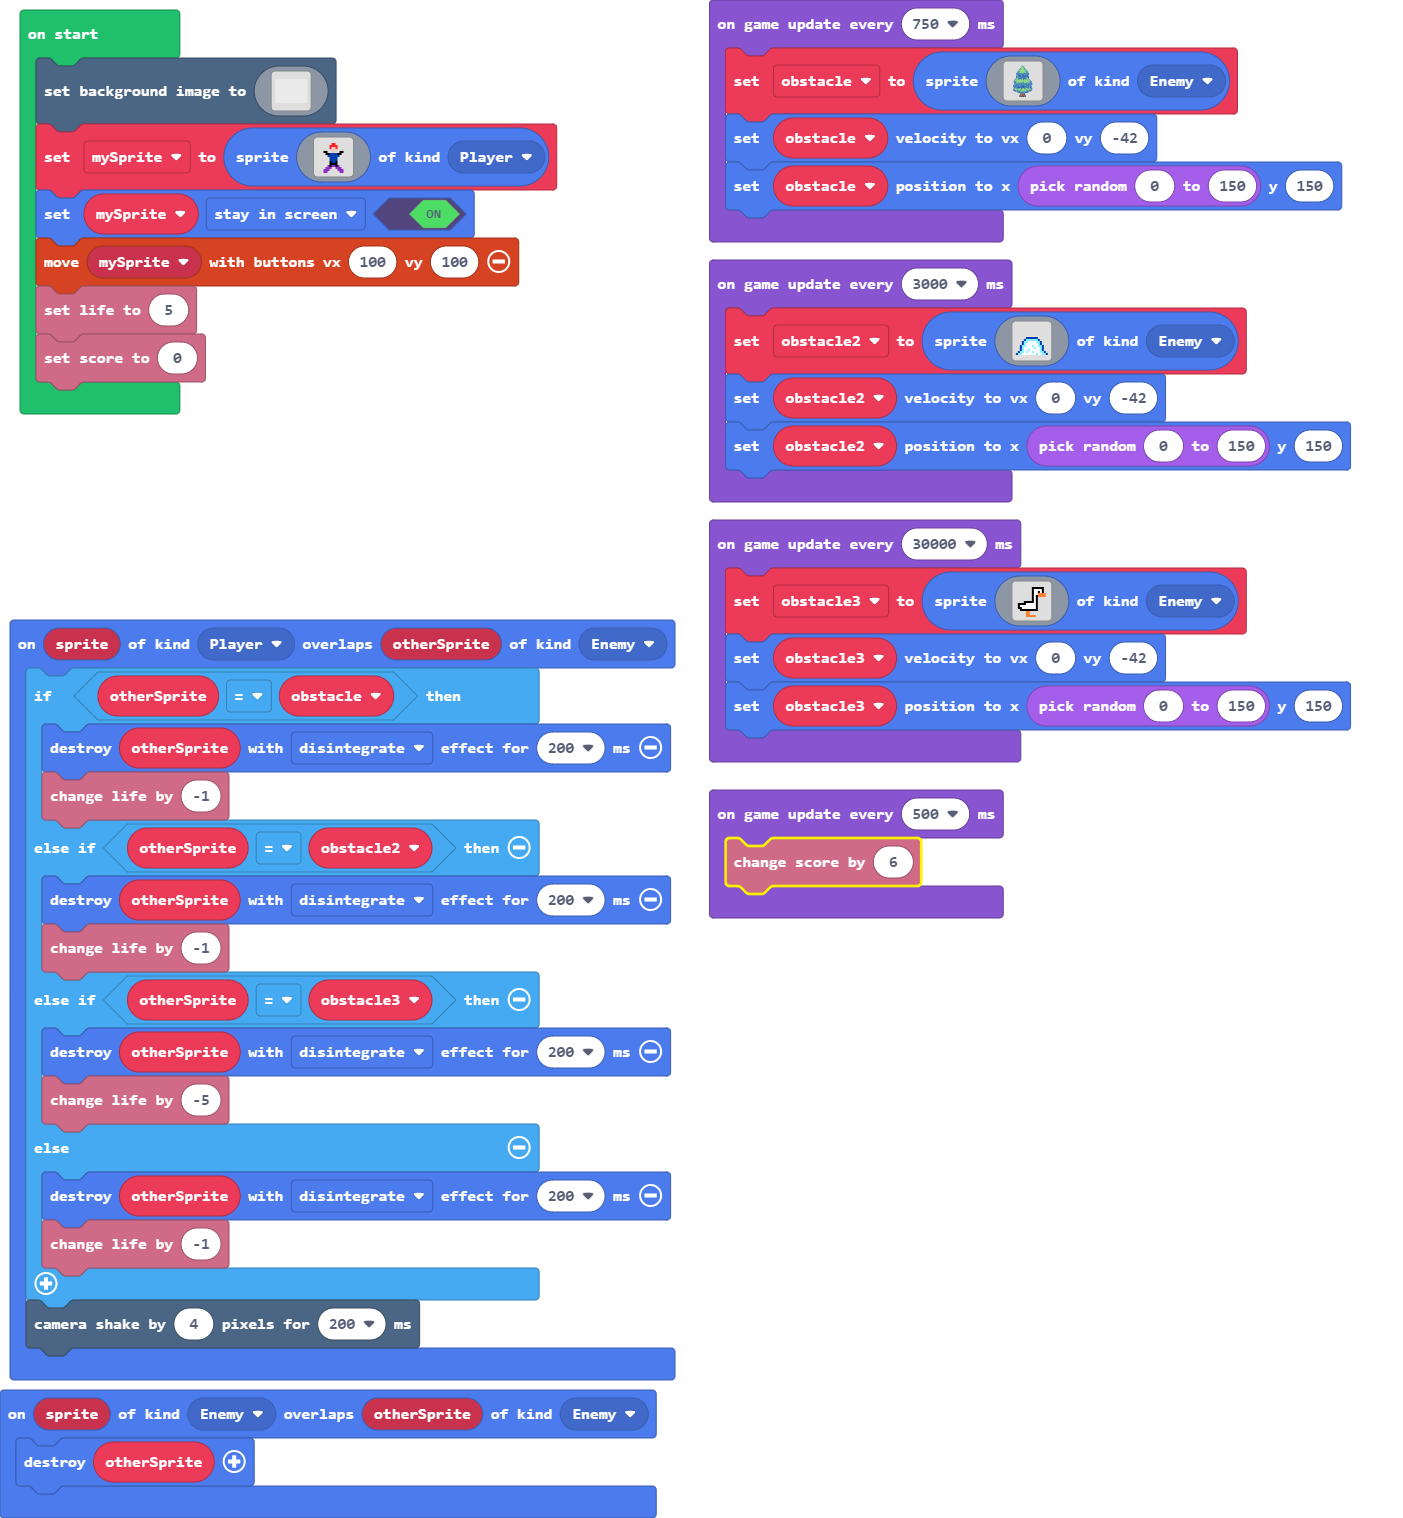 on start
set background image to
set mySprite to sprite of kind Player
set mySprite stay in screen ON
move mySprite with buttons vx 100 vy 100
set life to 5
set score to 0
on sprite of kind Player overlaps otherSprite of kind Enemy
if otherSprite = obstacle then
destroy otherSprite with disintegrate effect for 200 ms
change life by -1
else if otherSprite = obstacle2 then
destroy otherSprite with disintegrate effect for 200 ms
change life by -1
else if otherSprite = obstacle3 then
destroy otherSprite with disintegrate effect for 200 ms
change life by -5
else
destroy otherSprite with disintegrate effect for 200 ms
change life by -1
camera shake by 4 pixels for 200 ms
on sprite of kind Enemy overlaps otherSprite of kind Enemy
destroy otherSprite
on game update every 750 ms
set obstacle to sprite of kind Enemy
set obstacle velocity to vx 0 vy -42
set obstacle position to x pick random 0 to 150 y 150
on game update every 3000 ms
set obstacle2 to sprite of kind Enemy
set obstacle2 velocity to vx 0 vy -42
set obstacle2 position to x pick random 0 to 150 y 150
on game update every 30000 ms
set obstacle3 to sprite of kind Enemy
set obstacle3 velocity to vx 0 vy -42
set obstacle3 position to x pick random 0 to 150 y 150
on game update every 500 ms
change score by 6